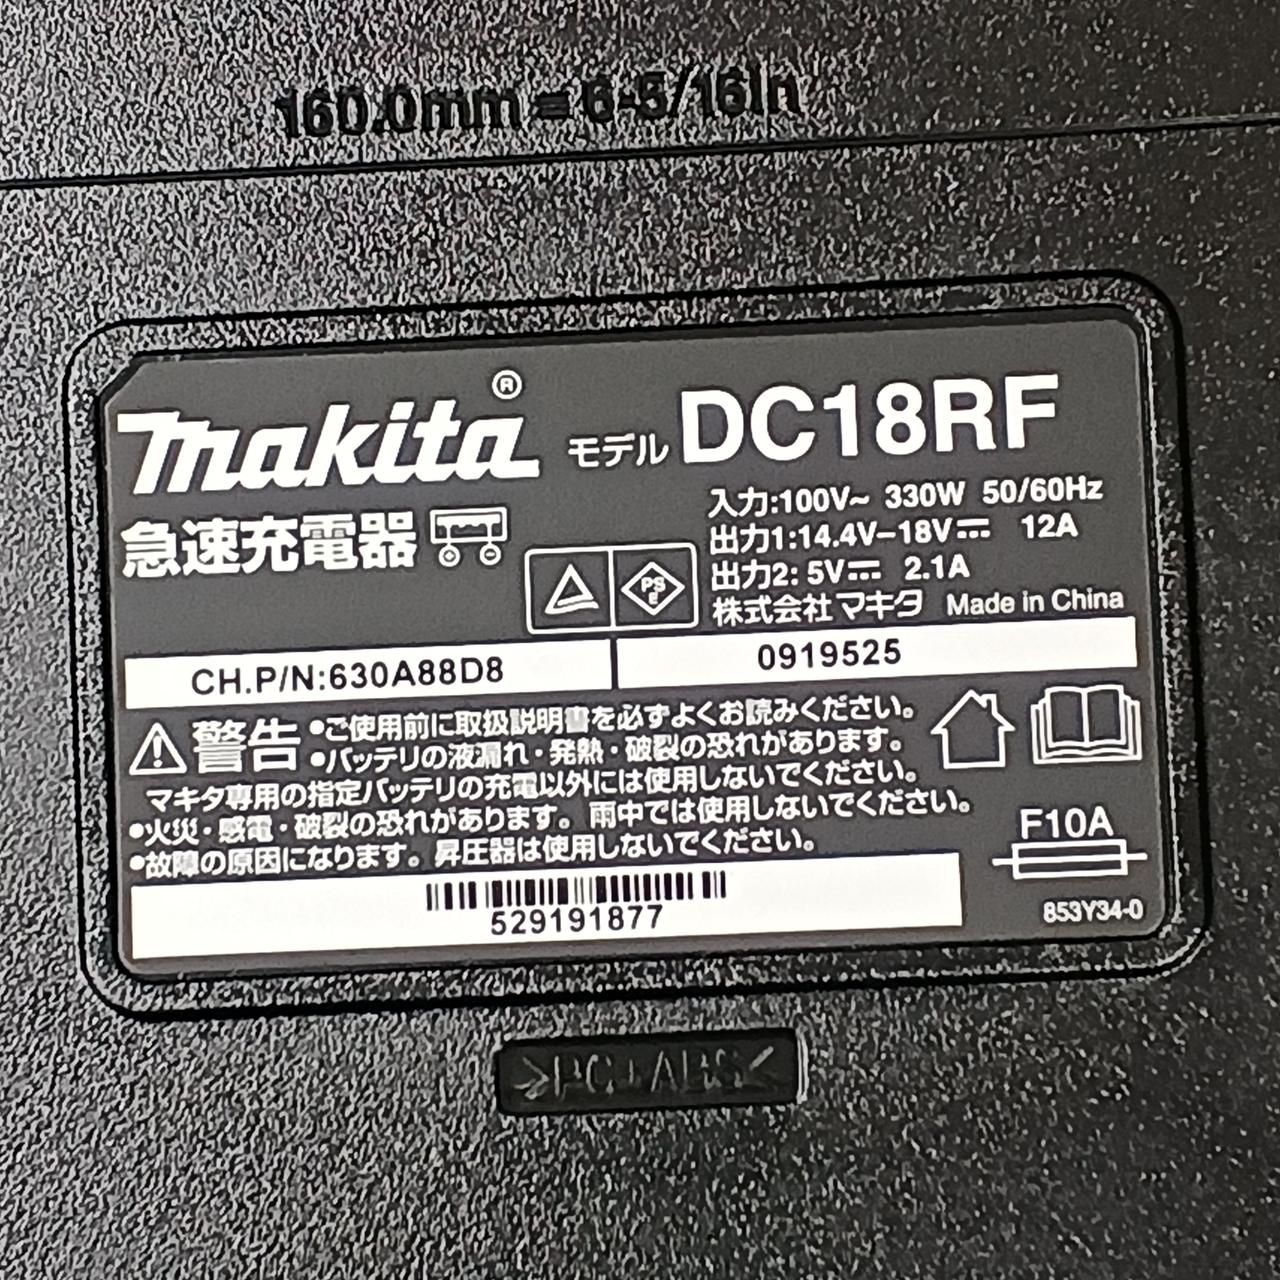 160.0mm = 6-5/16in
makita® モデル DC18RF
急速充電器
入力:100V~ 330W 50/60Hz
出力1:14.4V-18V⎓ 12A
出力2: 5V⎓ 2.1A
PS
E
株式会社マキタ Made in China
CH.P/N:630A88D8 0919525
警告 •ご使用前に取扱説明書を必ずよくお読みください。
•バッテリの液漏れ・発熱・破裂の恐れがあります。
マキタ専用の指定バッテリの充電以外には使用しないでください。
•火災・感電・破裂の恐れがあります。雨中では使用しないでください。
•故障の原因になります。昇圧器は使用しないでください。
F10A
529191877
853Y34-0
>PC+ABS<